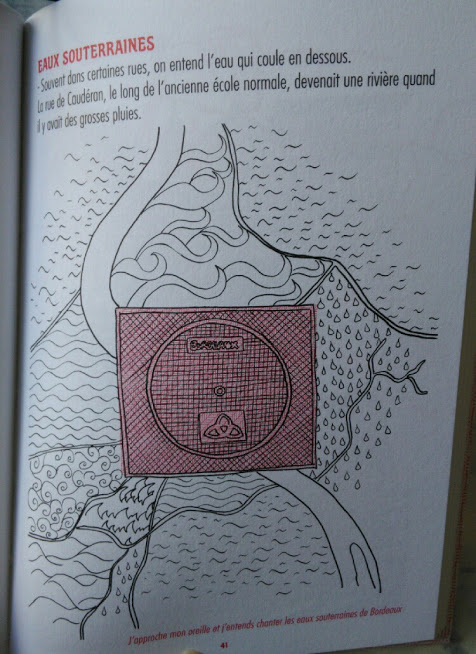 EAUX SOUTERRAINES
- Souvent dans certaines rues, on entend l'eau qui coule en dessous.
La rue de Caudéran, le long de l'ancienne école normale, devenait une rivière quand
il y avait des grosses pluies.
J'approche mon oreille et j'entends chanter les eaux souterraines de Bordeaux
41